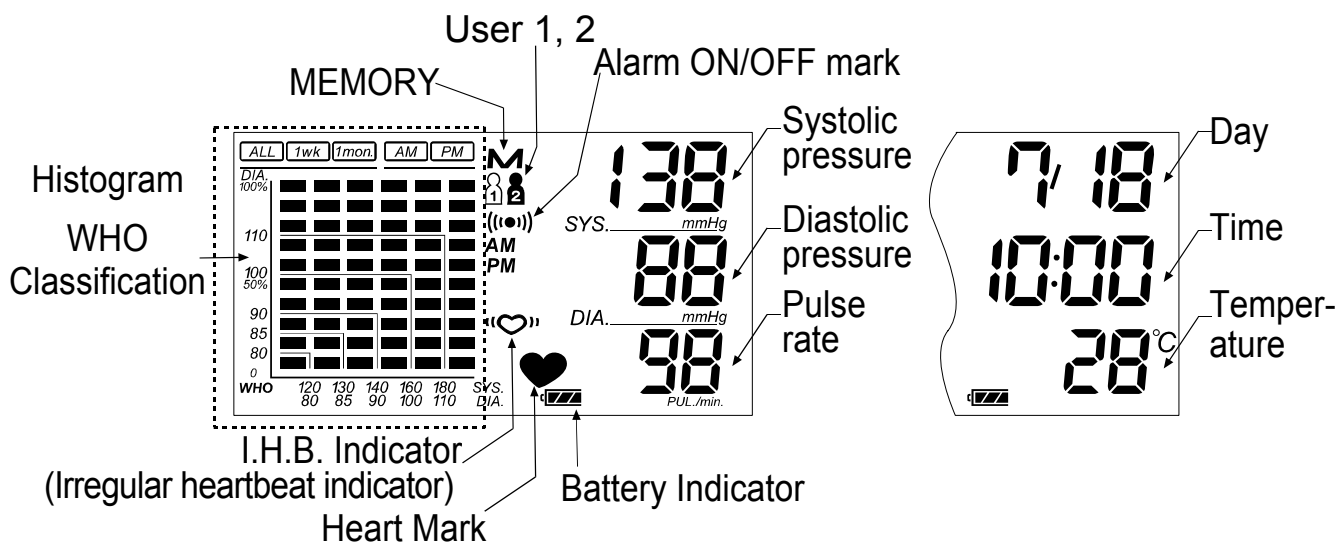 User 1, 2
Alarm ON/OFF mark
MEMORY
Systolic
pressure
Diastolic
pressure
Pulse
rate
Histogram
WHO
Classification
ALL 1wk 1mon. AM PM
DIA.
100%
110
100
50%
90
85
80
0
WHO 120 130 140 160 180 SYS.
80 85 90 100 110 DIA.
M
1 2
AM
PM
138
SYS. mmHg
88
DIA. mmHg
98
PUL./min.
I.H.B. Indicator
(Irregular heartbeat indicator)
Heart Mark
Battery Indicator
7/18
10:00
28 °C
Day
Time
Temper-
ature